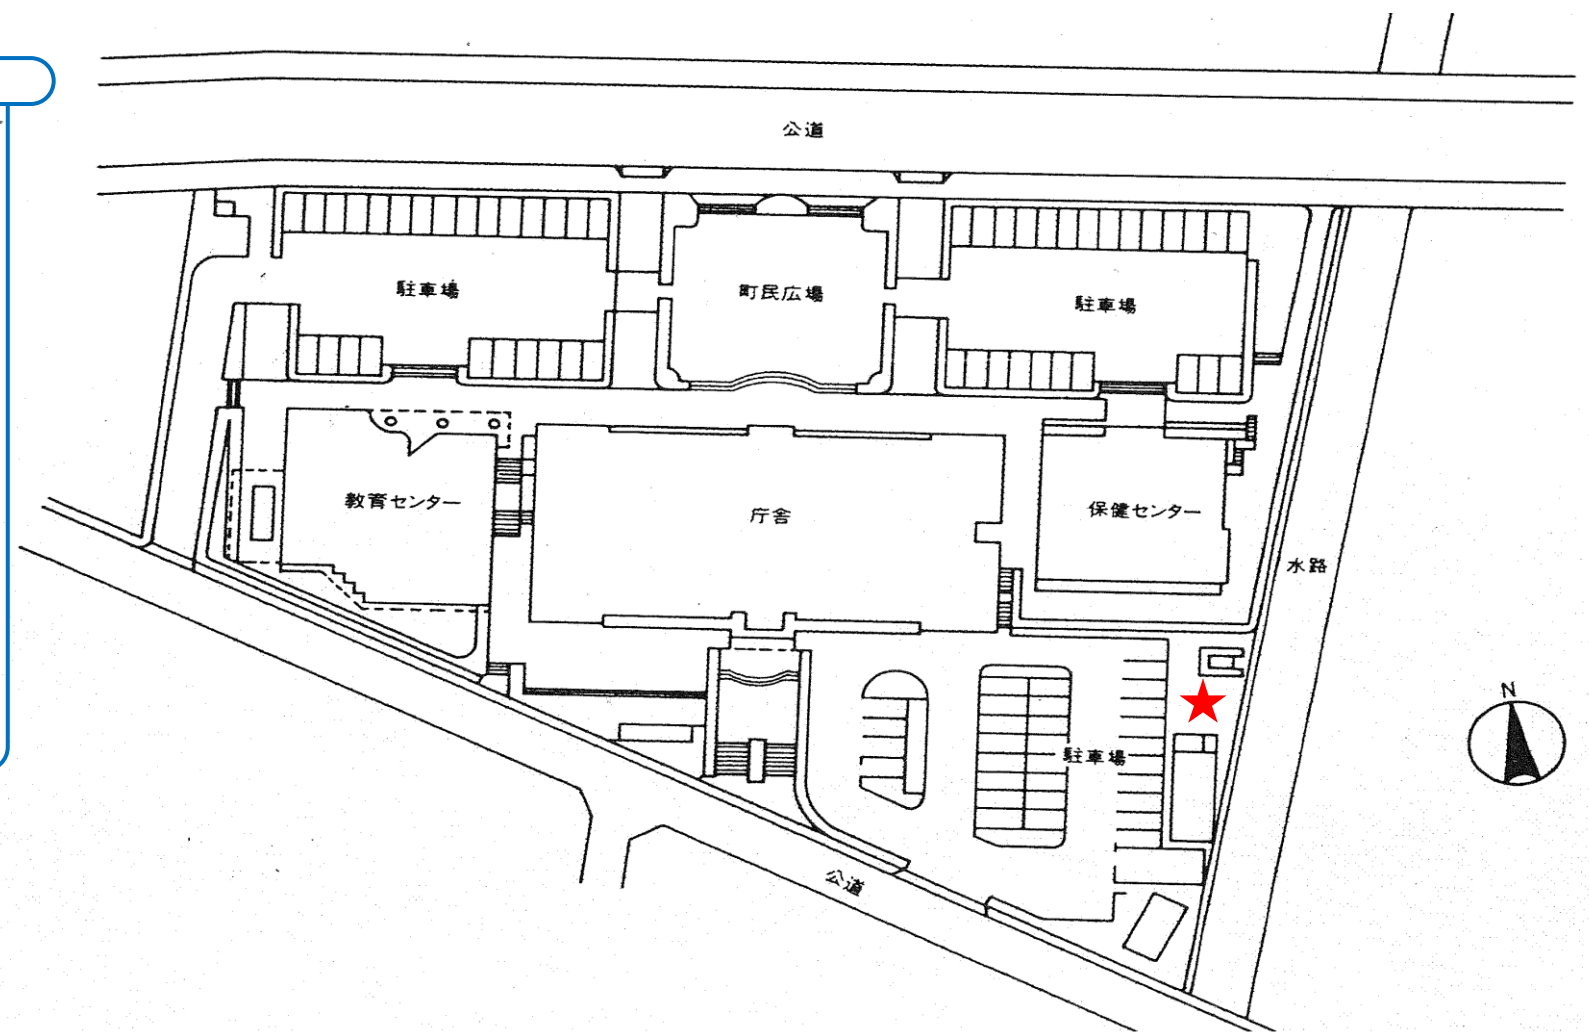 公道
駐車場
町民広場
駐車場
教育センター
庁舎
保健センター
水路
N
駐車場
公道